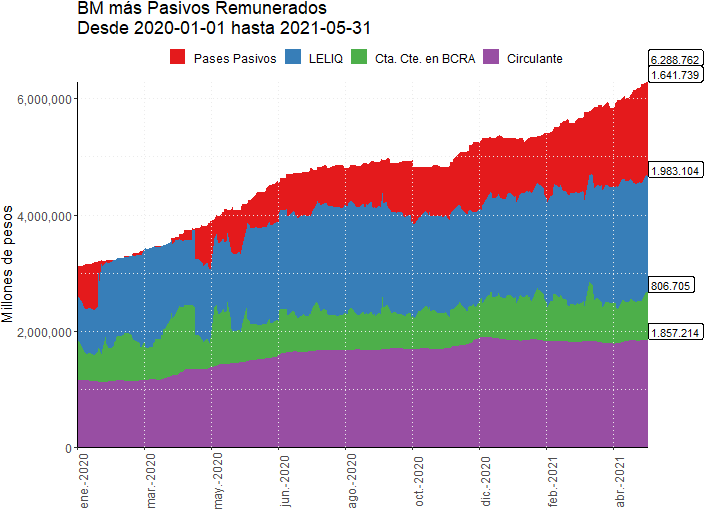 BM más Pasivos Remunerados
Desde 2020-01-01 hasta 2021-05-31
Pases Pasivos LELIQ Cta. Cte. en BCRA Circulante
6.288.762
1.641.739
1.983.104
806.705
1.857.214
Millones de pesos
6,000,000
4,000,000
2,000,000
0
ene.-2020
mar.-2020
may.-2020
jun.-2020
ago.-2020
oct.-2020
dic.-2020
feb.-2021
abr.-2021